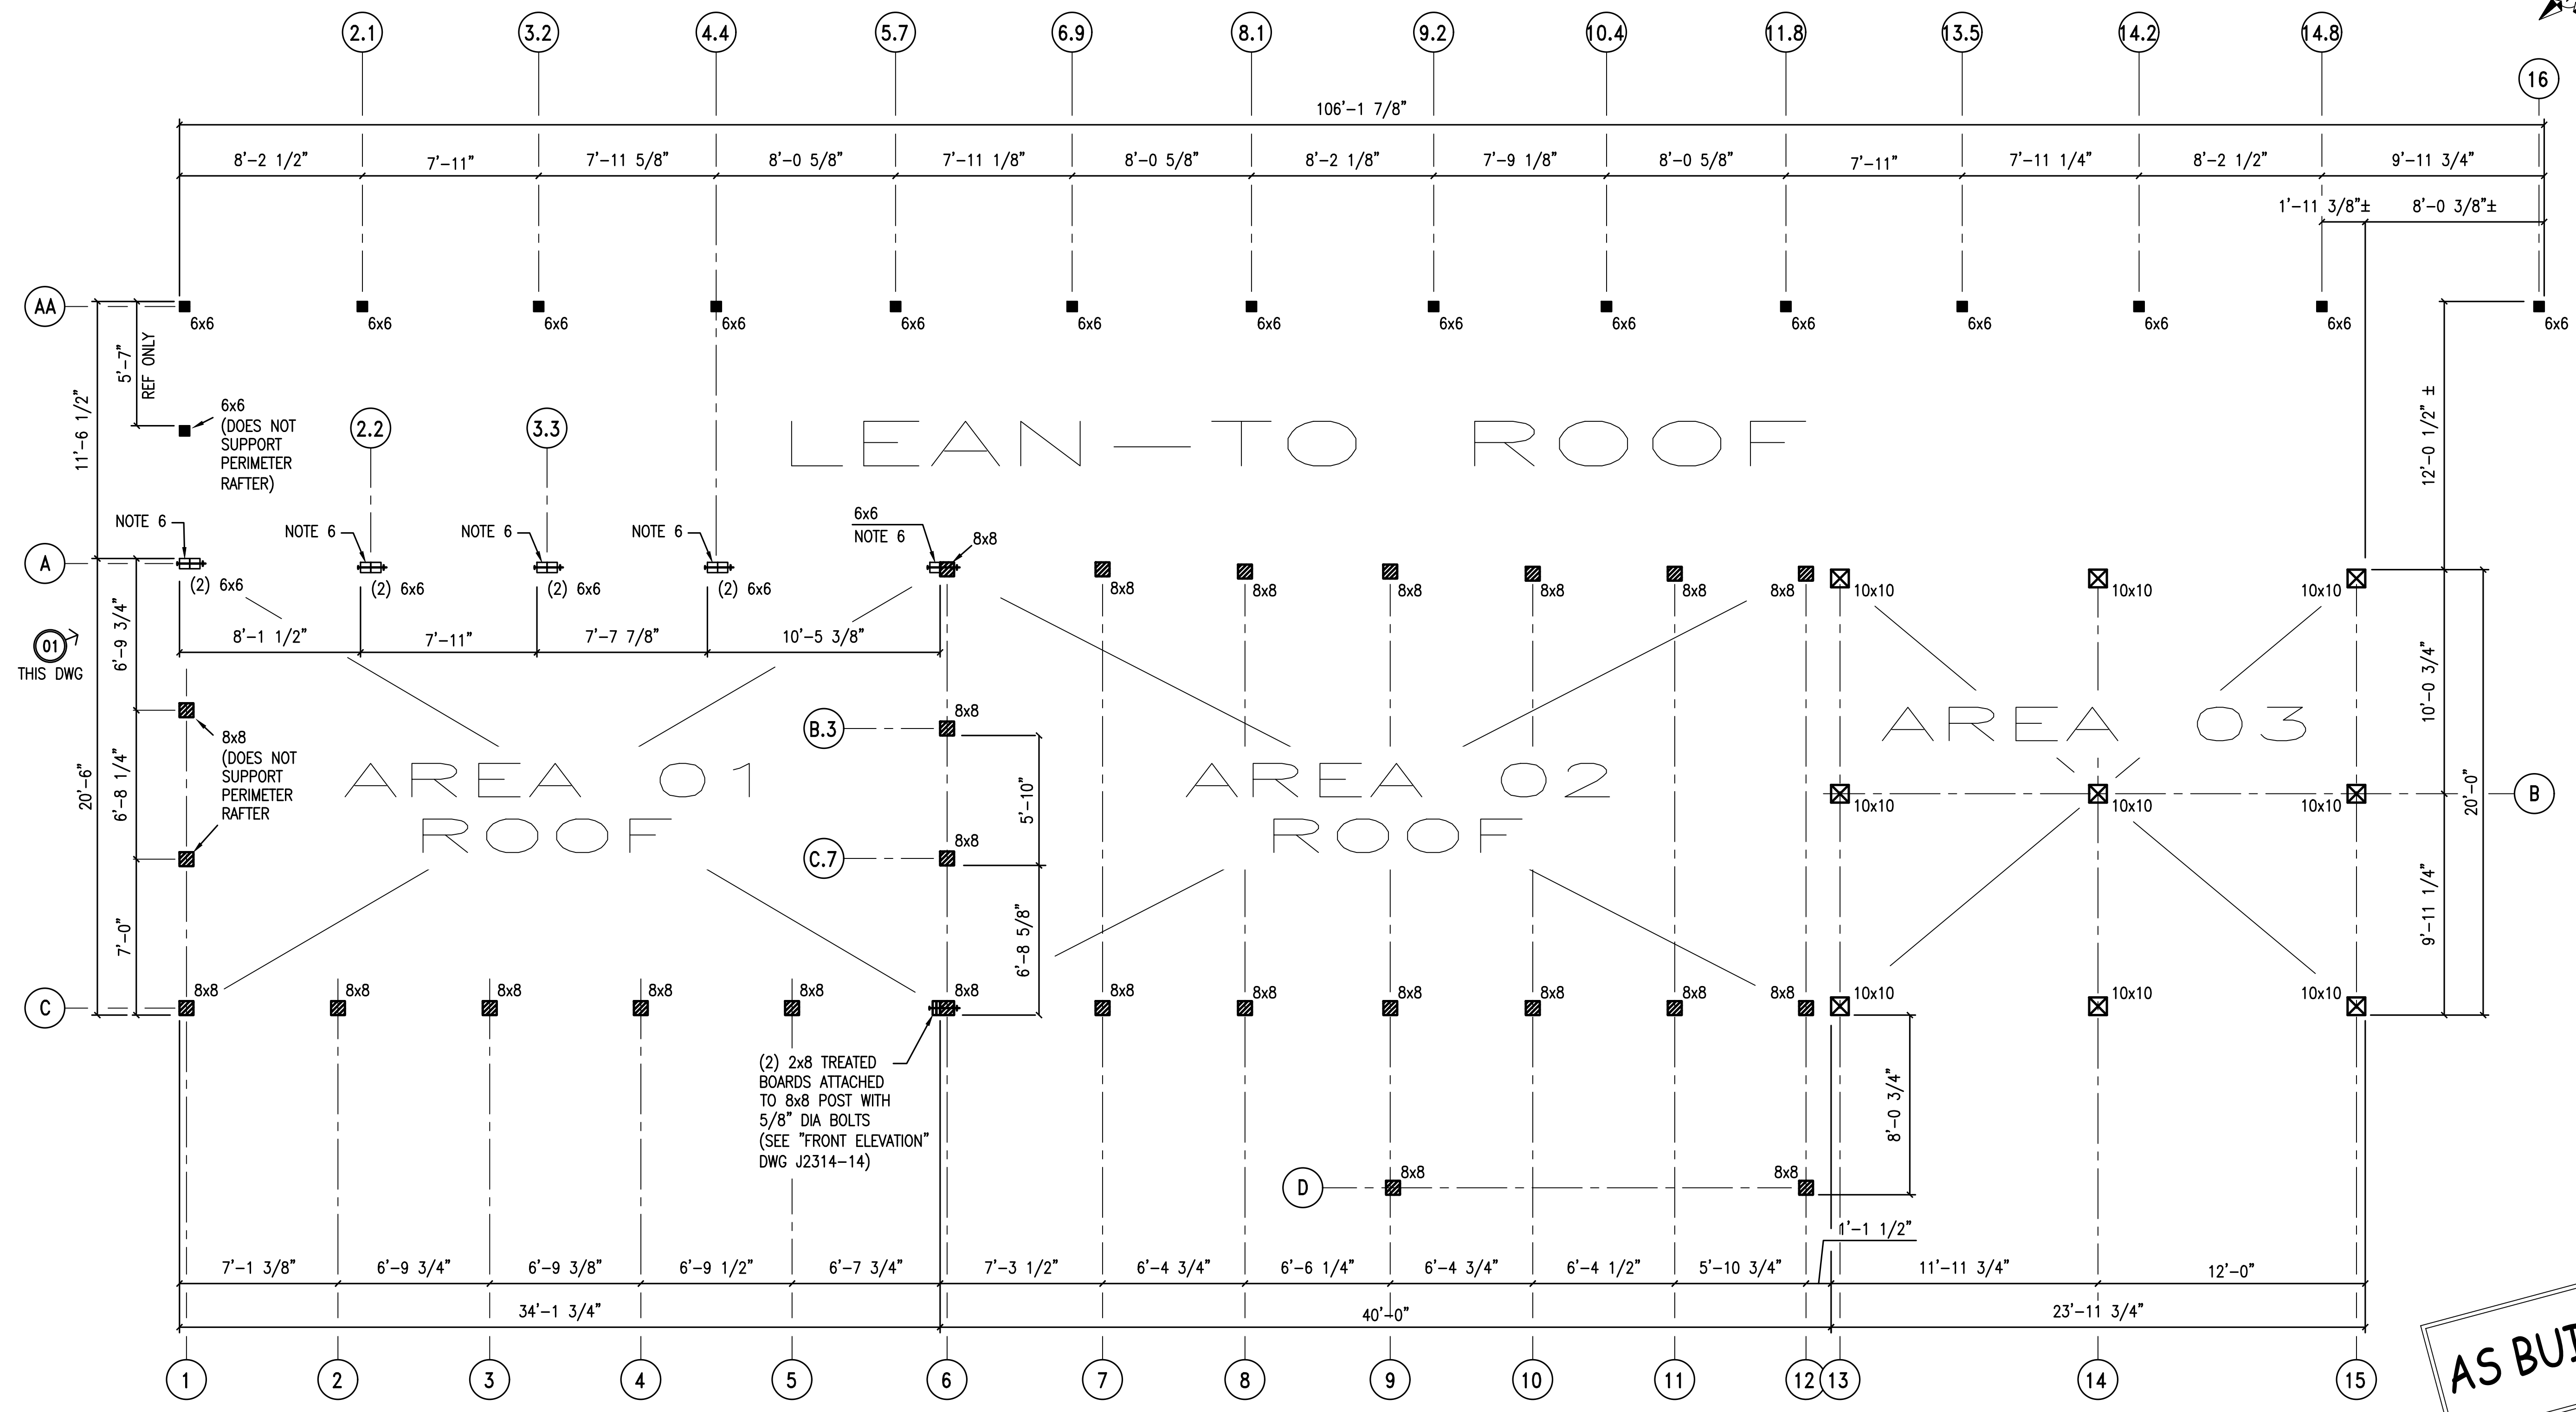 2.1 3.2 4.4 5.7 6.9 8.1 9.2 10.4 11.8 13.5 14.2 14.8
16
106'-1 7/8"
8'-2 1/2" 7'-11" 7'-11 5/8" 8'-0 5/8" 7'-11 1/8" 8'-0 5/8" 8'-2 1/8" 7'-9 1/8" 8'-0 5/8" 7'-11" 7'-11 1/4" 8'-2 1/2" 9'-11 3/4"
1'-11 3/8"± 8'-0 3/8"±
AA
6x6 6x6 6x6 6x6 6x6 6x6 6x6 6x6 6x6 6x6 6x6 6x6 6x6 6x6
5'-7"
REF ONLY
11'-6 1/2"
6x6
(DOES NOT
SUPPORT
PERIMETER
RAFTER)
2.2 3.3
LEAN-TO ROOF
12'-0 1/2" ±
NOTE 6 NOTE 6 NOTE 6 NOTE 6
6x6
NOTE 6
8x8
A
(2) 6x6 (2) 6x6 (2) 6x6 (2) 6x6
8x8 8x8 8x8 8x8 8x8 8x8 10x10 10x10 10x10
8'-1 1/2" 7'-11" 7'-7 7/8" 10'-5 3/8"
01
THIS DWG
6'-9 3/4"
6'-8 1/4"
7'-0"
20'-6"
8x8
(DOES NOT
SUPPORT
PERIMETER
RAFTER
AREA 01
ROOF
B.3
8x8
C.7
8x8
5'-10"
6'-8 5/8"
AREA 02
ROOF
AREA 03
10x10 10x10 10x10
B
10'-0 3/4"
9'-11 1/4"
20'-0"
C
8x8 8x8 8x8 8x8 8x8 8x8 8x8 8x8 8x8 8x8 8x8 8x8 10x10 10x10 10x10
(2) 2x8 TREATED
BOARDS ATTACHED
TO 8x8 POST WITH
5/8" DIA BOLTS
(SEE "FRONT ELEVATION"
DWG J2314-14)
8'-0 3/4"
D
8x8 8x8
1'-1 1/2"
7'-1 3/8" 6'-9 3/4" 6'-9 3/8" 6'-9 1/2" 6'-7 3/4" 7'-3 1/2" 6'-4 3/4" 6'-6 1/4" 6'-4 3/4" 6'-4 1/2" 5'-10 3/4" 11'-11 3/4" 12'-0"
34'-1 3/4" 40'-0" 23'-11 3/4"
1 2 3 4 5 6 7 8 9 10 11 12 13 14 15
AS